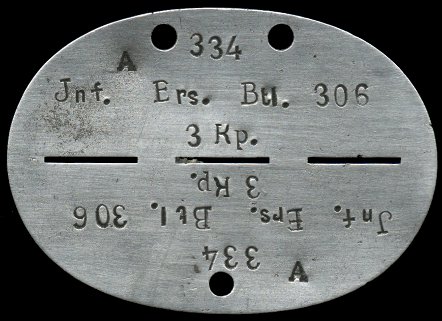 334
A
Jnf. Ers. Btl. 306
3 Kp.
3 Kp.
Jnf. Ers. Btl. 306
334
A